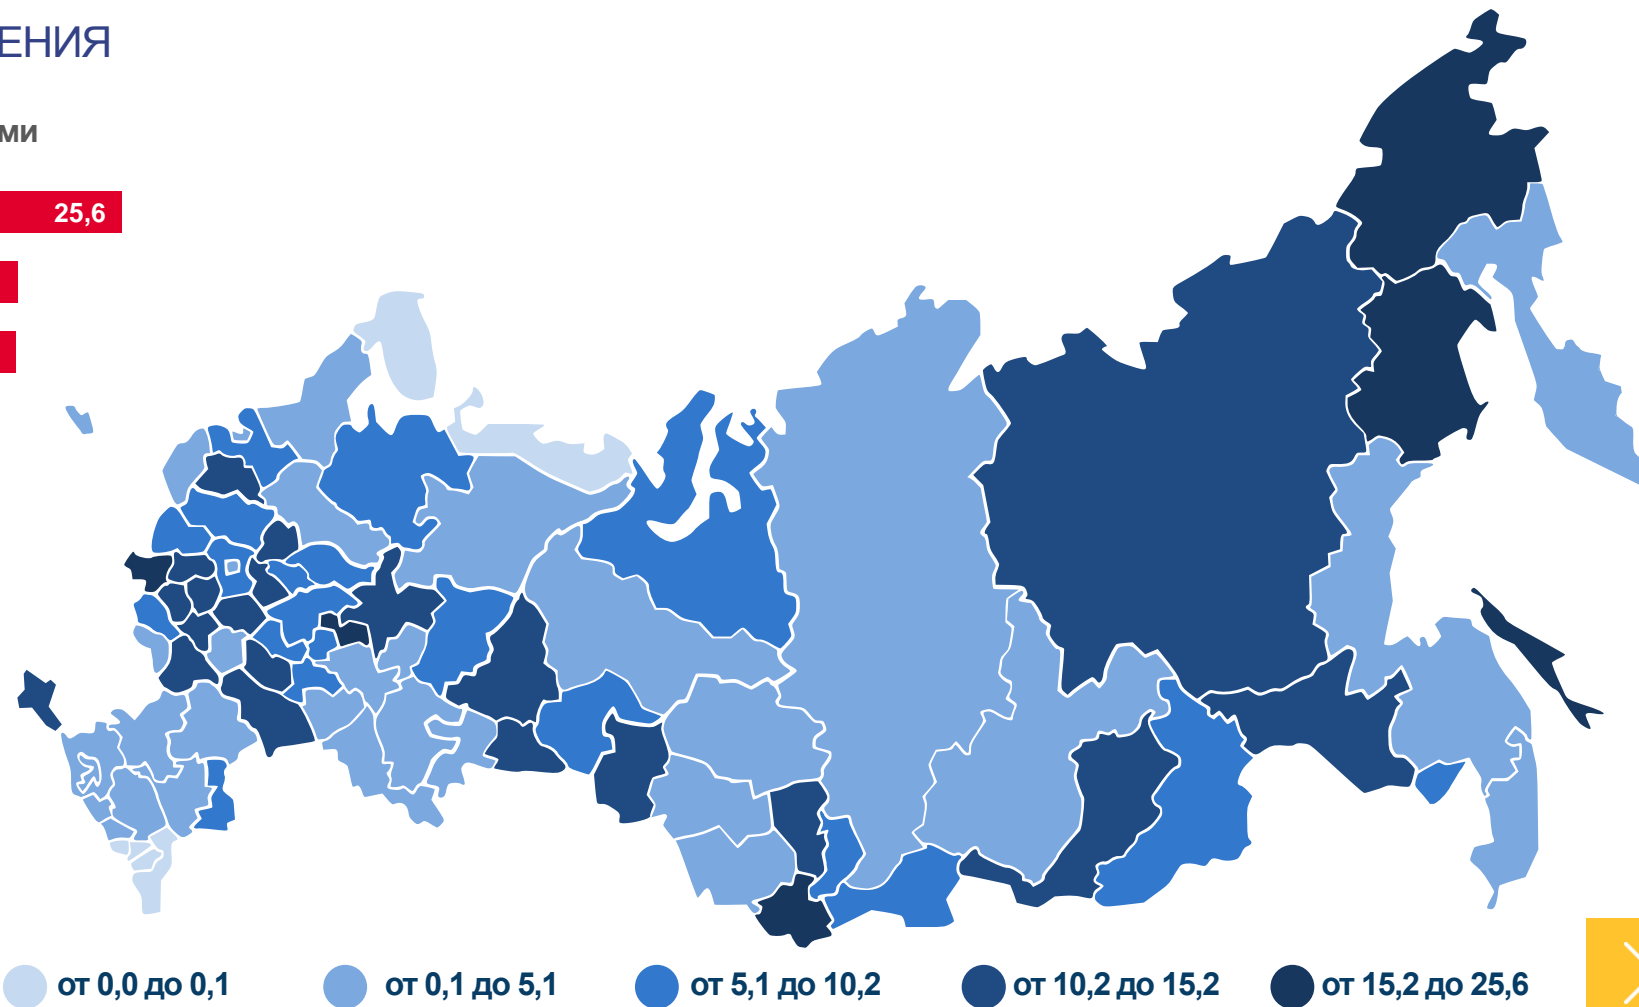 ЕНИЯ
ми
25,6
от 0,0 до 0,1
от 0,1 до 5,1
от 5,1 до 10,2
от 10,2 до 15,2
от 15,2 до 25,6